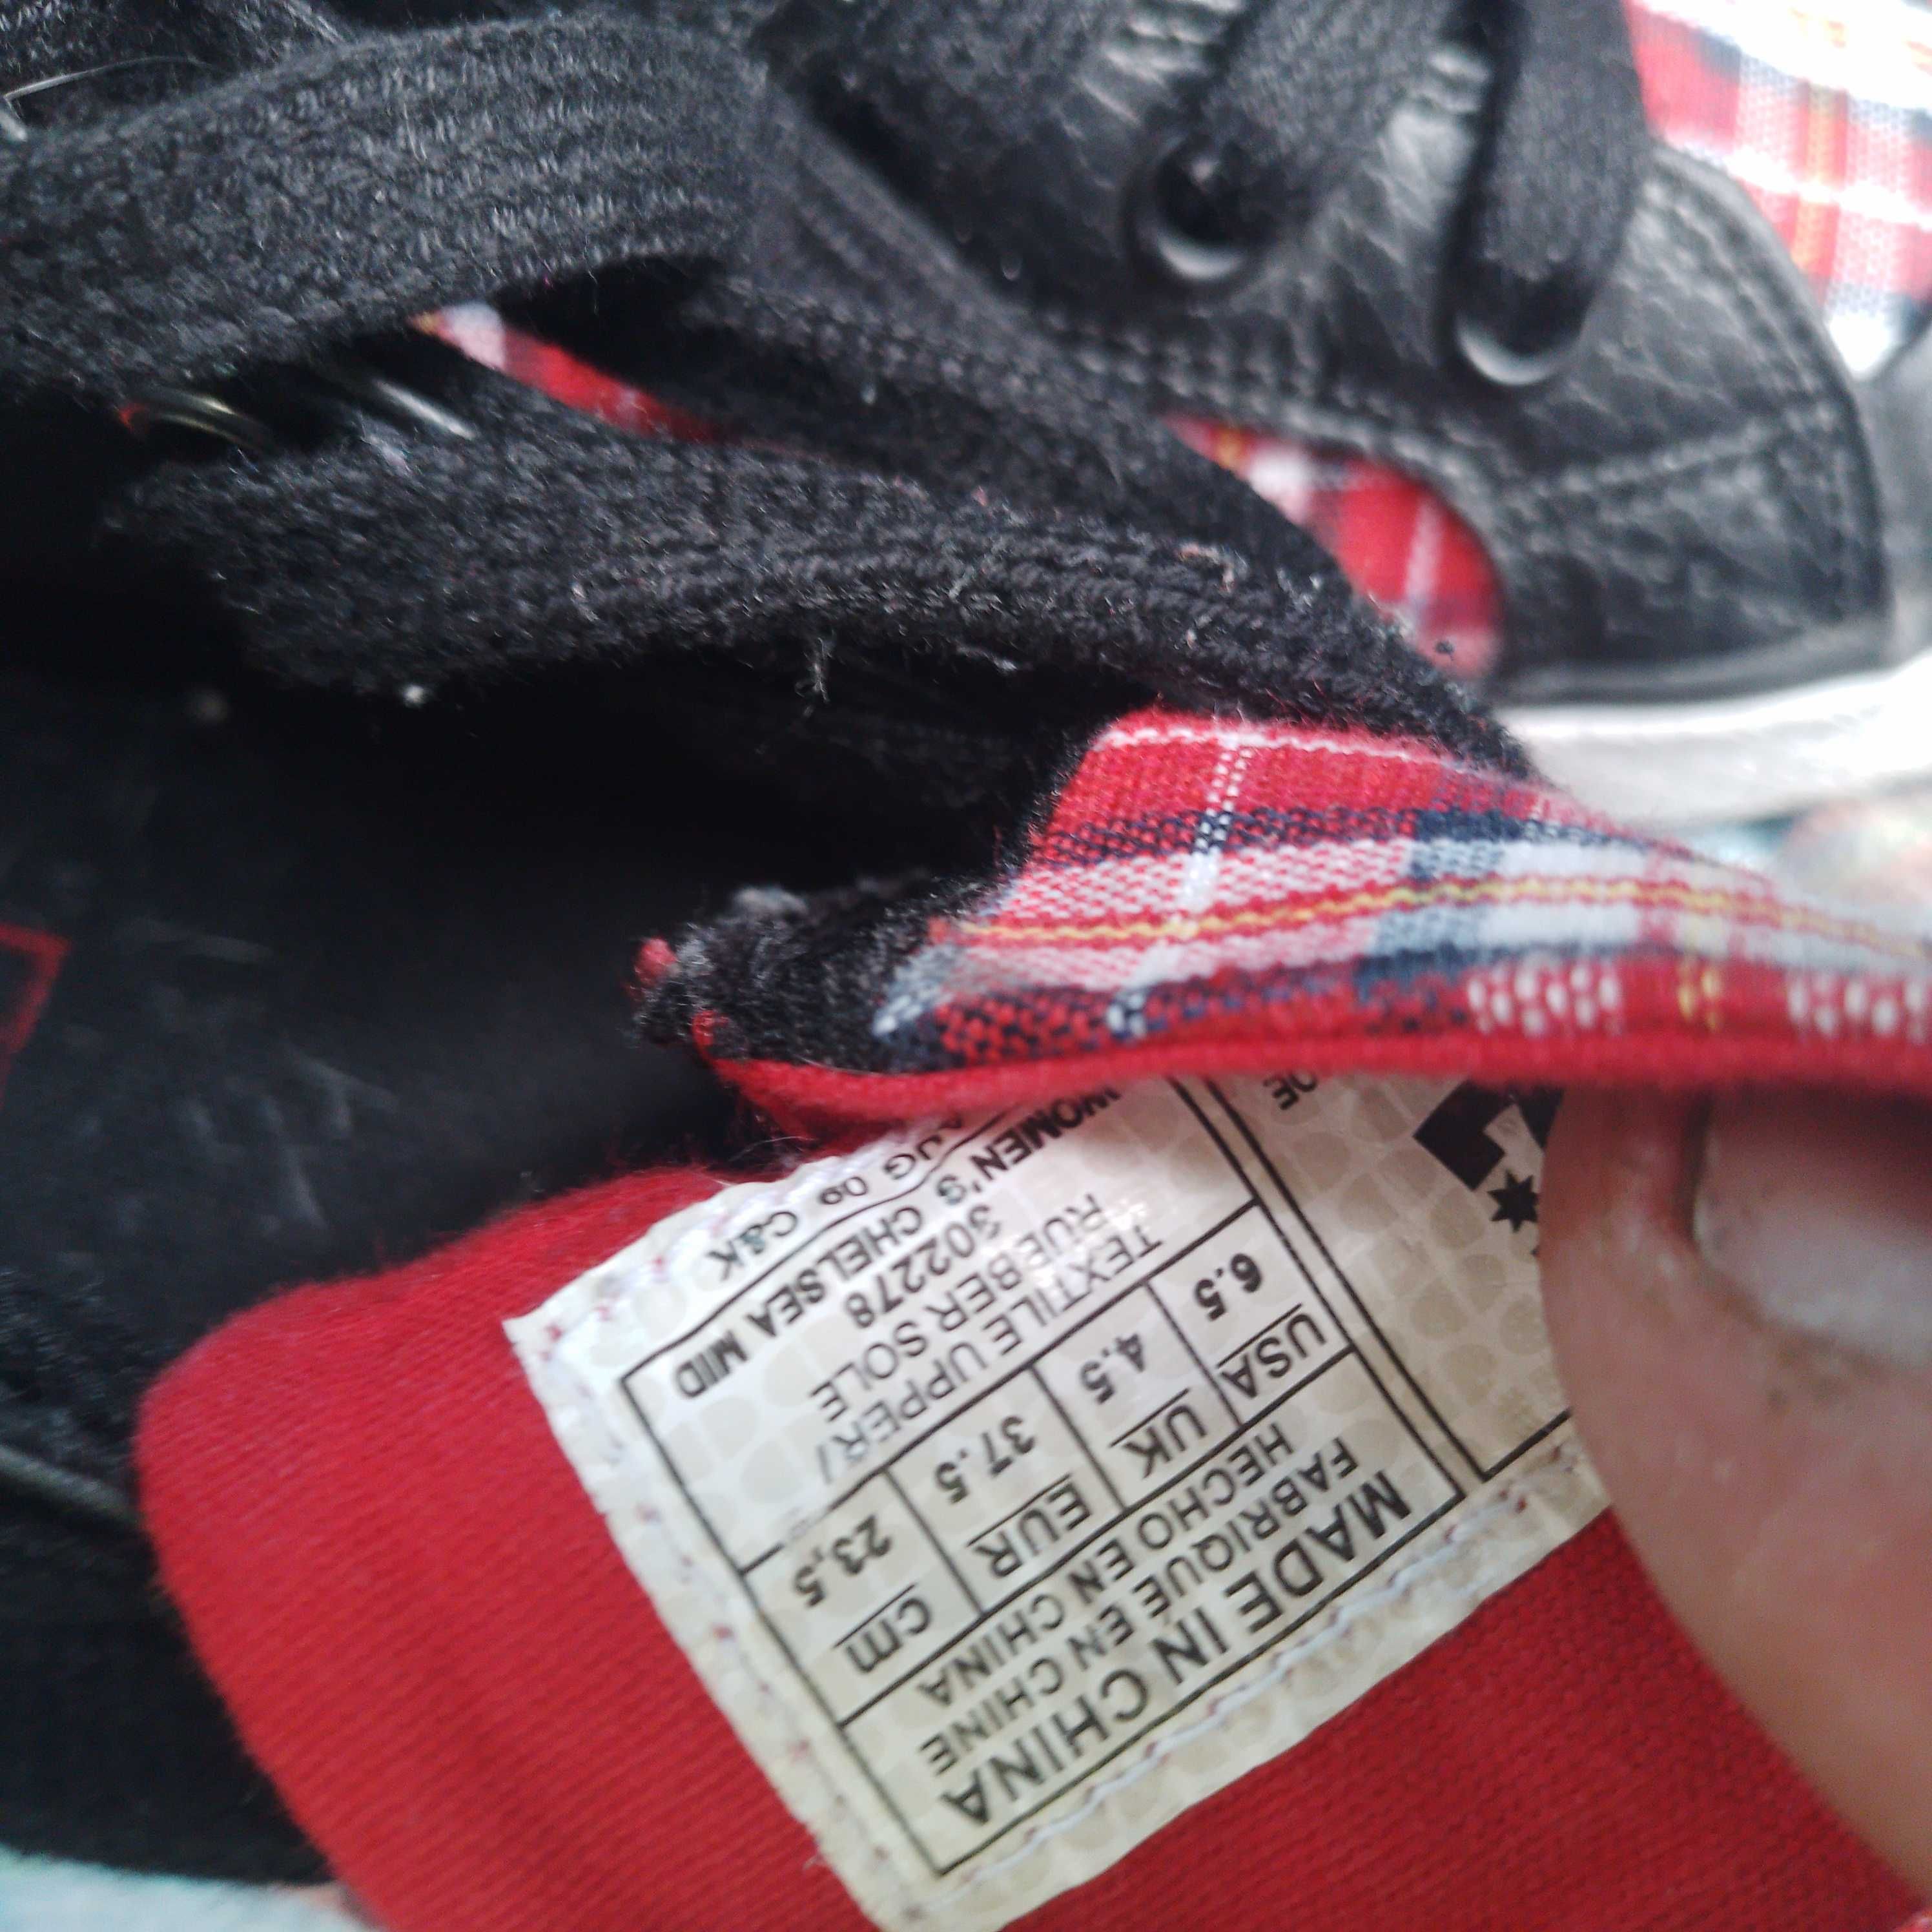 MADE IN CHINA
FABRIQUÉ EN CHINE
HECHO EN CHINA
USA UK EUR cm
6.5 4.5 37.5 23.5
TEXTILE UPPER/
RUBBER SOLE
302278
WOMEN'S CHELSEA MID
AUG 09 C&K